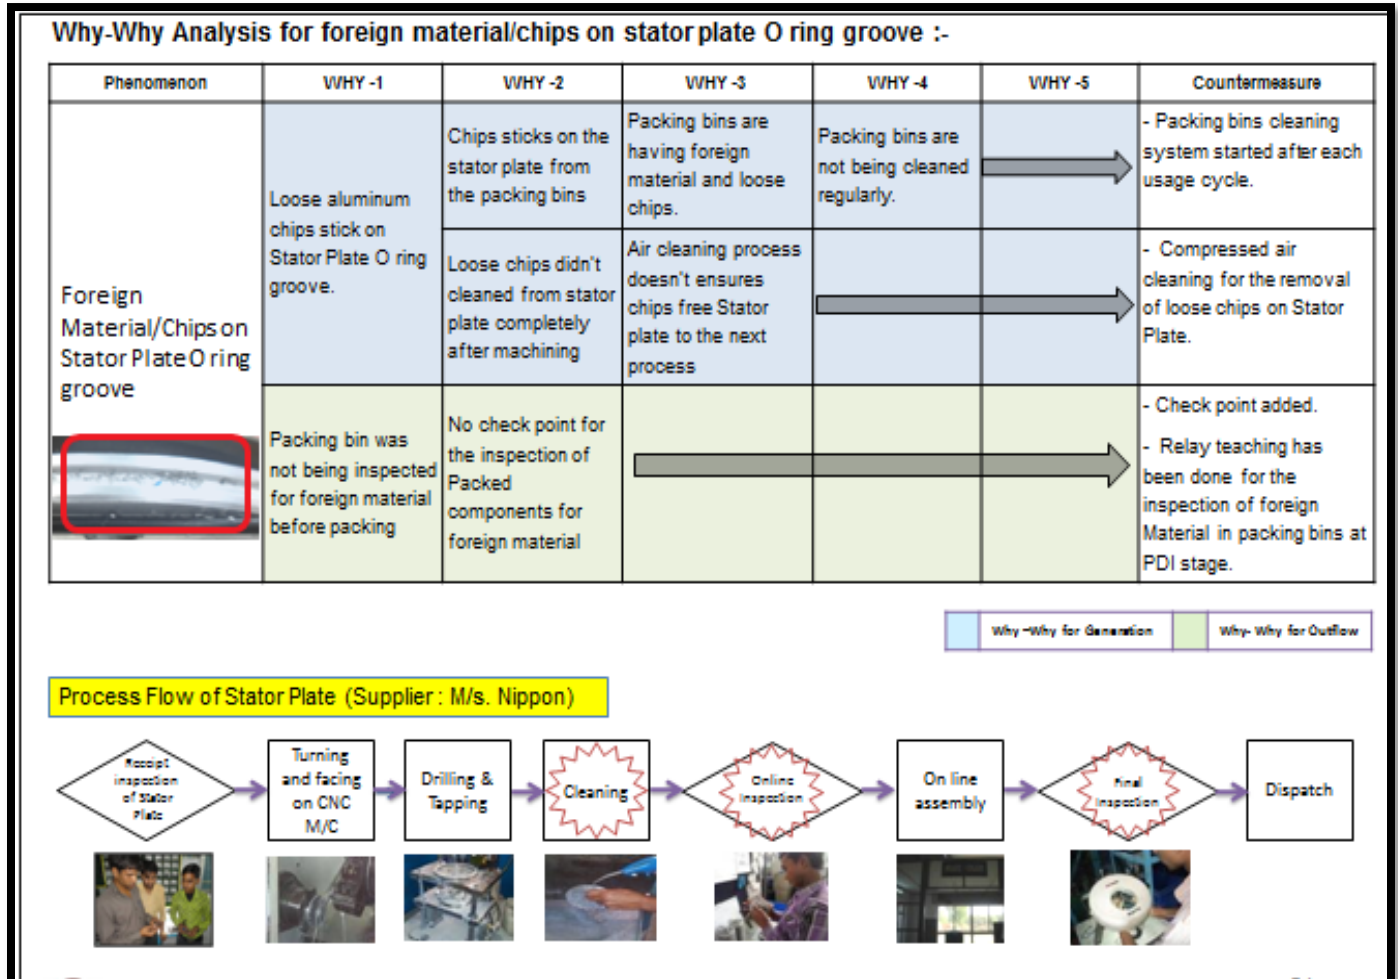 Why-Why Analysis for foreign material/chips on stator plate O ring groove :-
Phenomenon
WHY -1
WHY -2
WHY -3
WHY -4
WHY -5
Countermeasure
Foreign
Material/Chips on
Stator Plate O ring
groove
Loose aluminum
chips stick on
Stator Plate O ring
groove.
Chips sticks on the
stator plate from
the packing bins
Packing bins are
having foreign
material and loose
chips.
Packing bins are
not being cleaned
regularly.
- Packing bins cleaning
system started after each
usage cycle.
Loose chips didn't
cleaned from stator
plate completely
after machining
Air cleaning process
doesn't ensures
chips free Stator
plate to the next
process
- Compressed air
cleaning for the removal
of loose chips on Stator
Plate.
Packing bin was
not being inspected
for foreign material
before packing
No check point for
the inspection of
Packed
components for
foreign material
- Check point added.
- Relay teaching has
been done for the
inspection of foreign
Material in packing bins at
PDI stage.
Why -Why for Generation
Why- Why for Outflow
Process Flow of Stator Plate (Supplier : M/s. Nippon)
Receipt
inspection
of Stator
Plate
Turning
and facing
on CNC
M/C
Drilling &
Tapping
Cleaning
Online
Inspection
On line
assembly
Final
Inspection
Dispatch